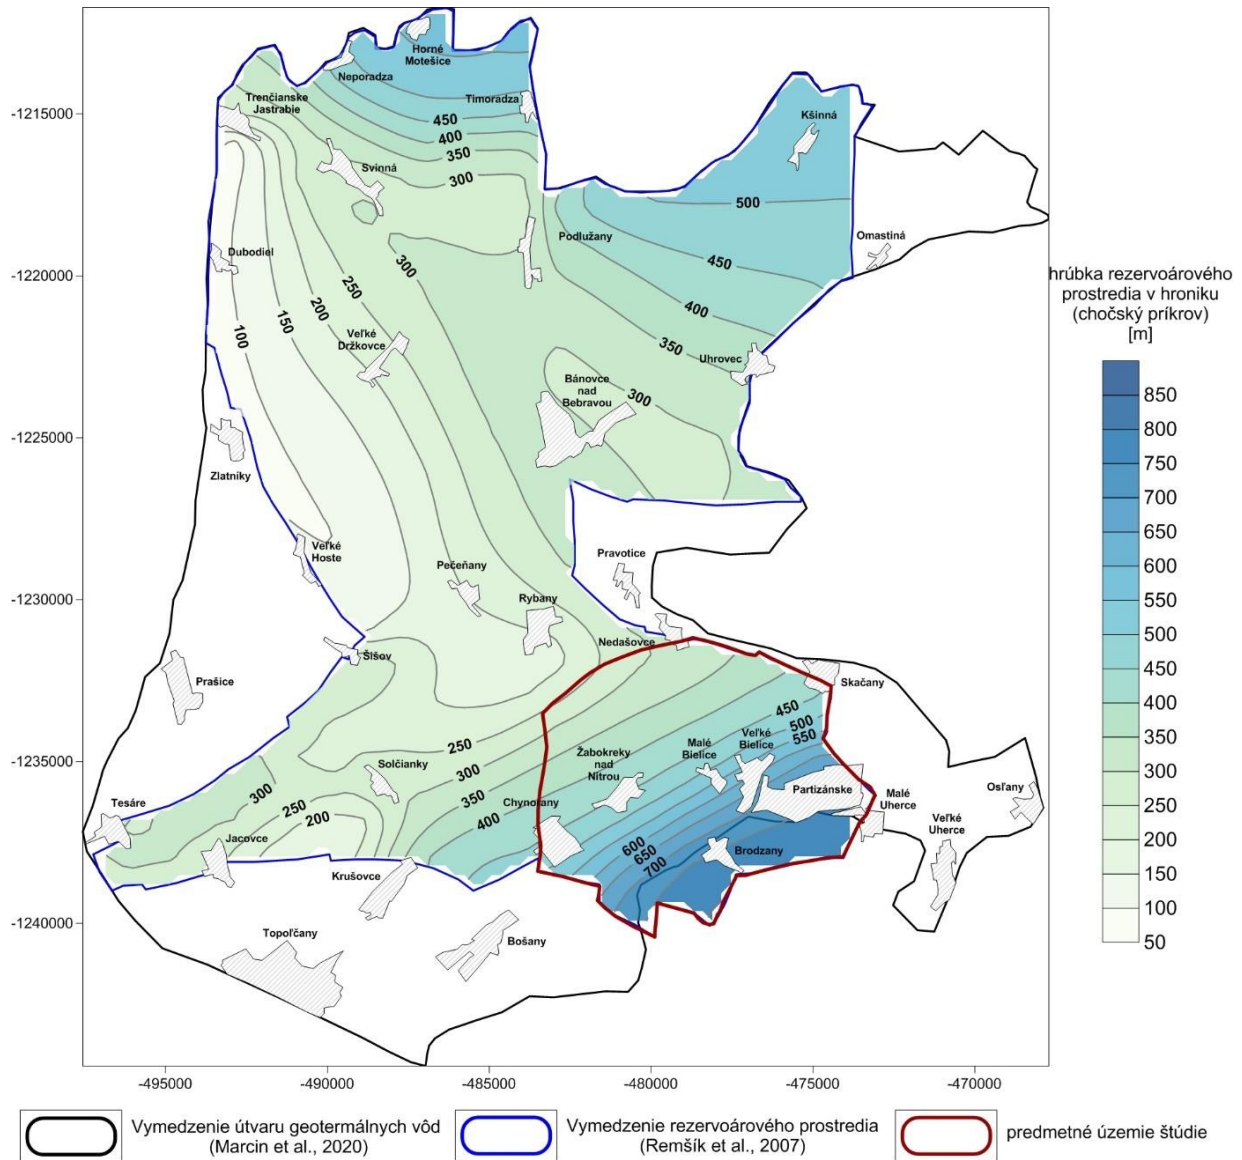 Horné
Motešice
Neporadza
Trenčianske
Jastrabie
Timoradza
Kšinná
-1215000
450
400
350
300
Svinná
500
Podlužany
Omastiná
Dubodiel
450
-1220000
300
250
200
150
100
400
350
Veľké
Držkovce
Uhrovec
Bánovce
nad
Bebravou
300
-1225000
Zlatníky
Veľké
Hoste
Pečeňany
Rybany
Pravotice
-1230000
Nedašovce
Šišov
Prašice
Skačany
250
450
500
550
Žabokreky
nad
Nitrou
Malé
Bielice
Veľké
Bielice
-1235000
Solčianky
300
350
400
Chynorany
Partizánske
Malé
Uherce
Osľany
Tesáre
300
250
200
Jacovce
Veľké
Uherce
600
650
700
Brodzany
Krušovce
-1240000
Topoľčany
Bošany
-495000
-490000
-485000
-480000
-475000
-470000
hrúbka rezervoárového
prostredia v hroniku
(chočský príkrov)
[m]
850
800
750
700
650
600
550
500
450
400
350
300
250
200
150
100
50
Vymedzenie útvaru geotermálnych vôd
(Marcin et al., 2020)
Vymedzenie rezervoárového prostredia
(Remšík et al., 2007)
predmetné územie štúdie